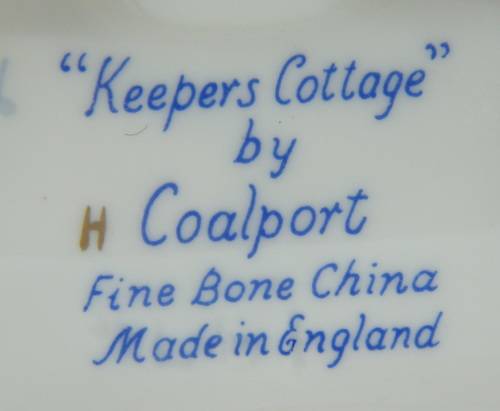 "Keepers Cottage"
by
H Coalport
Fine Bone China
Made in England